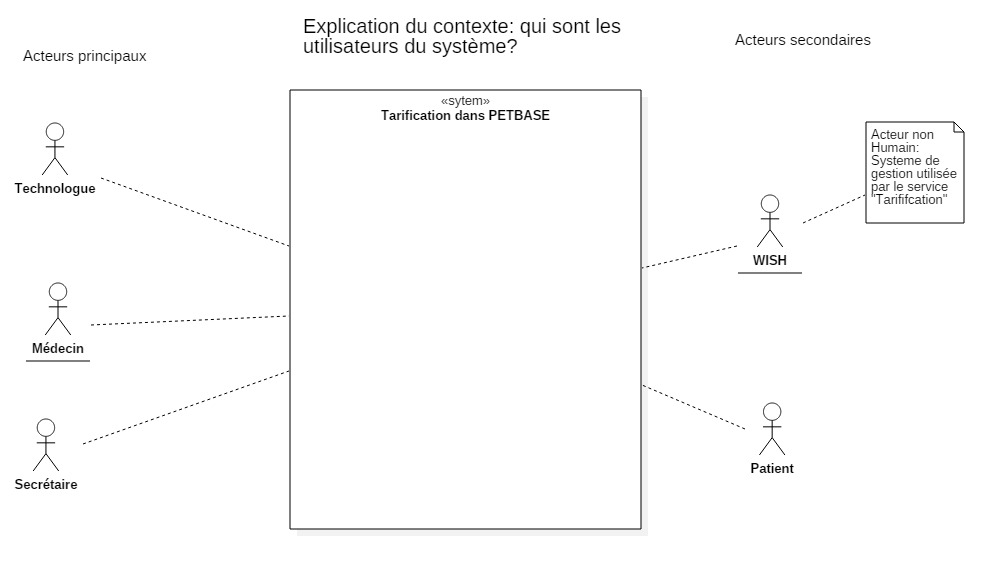 Explication du contexte: qui sont les
utilisateurs du système?
Acteurs principaux
Acteurs secondaires
«sytem»
Tarification dans PETBASE
Technologue
Médecin
Secrétaire
WISH
Patient
Acteur non
Humain:
Systeme de
gestion utilisée
par le service
"Tarififcation"